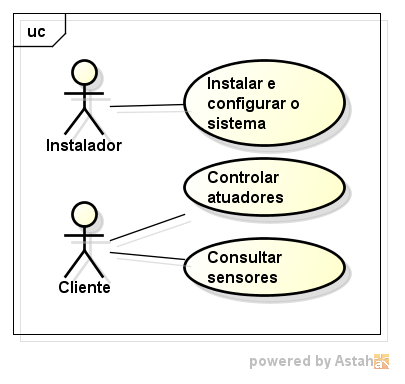 uc
Instalar e
configurar o
sistema
Instalador
Controlar
atuadores
Consultar
sensores
Cliente
powered by Astah